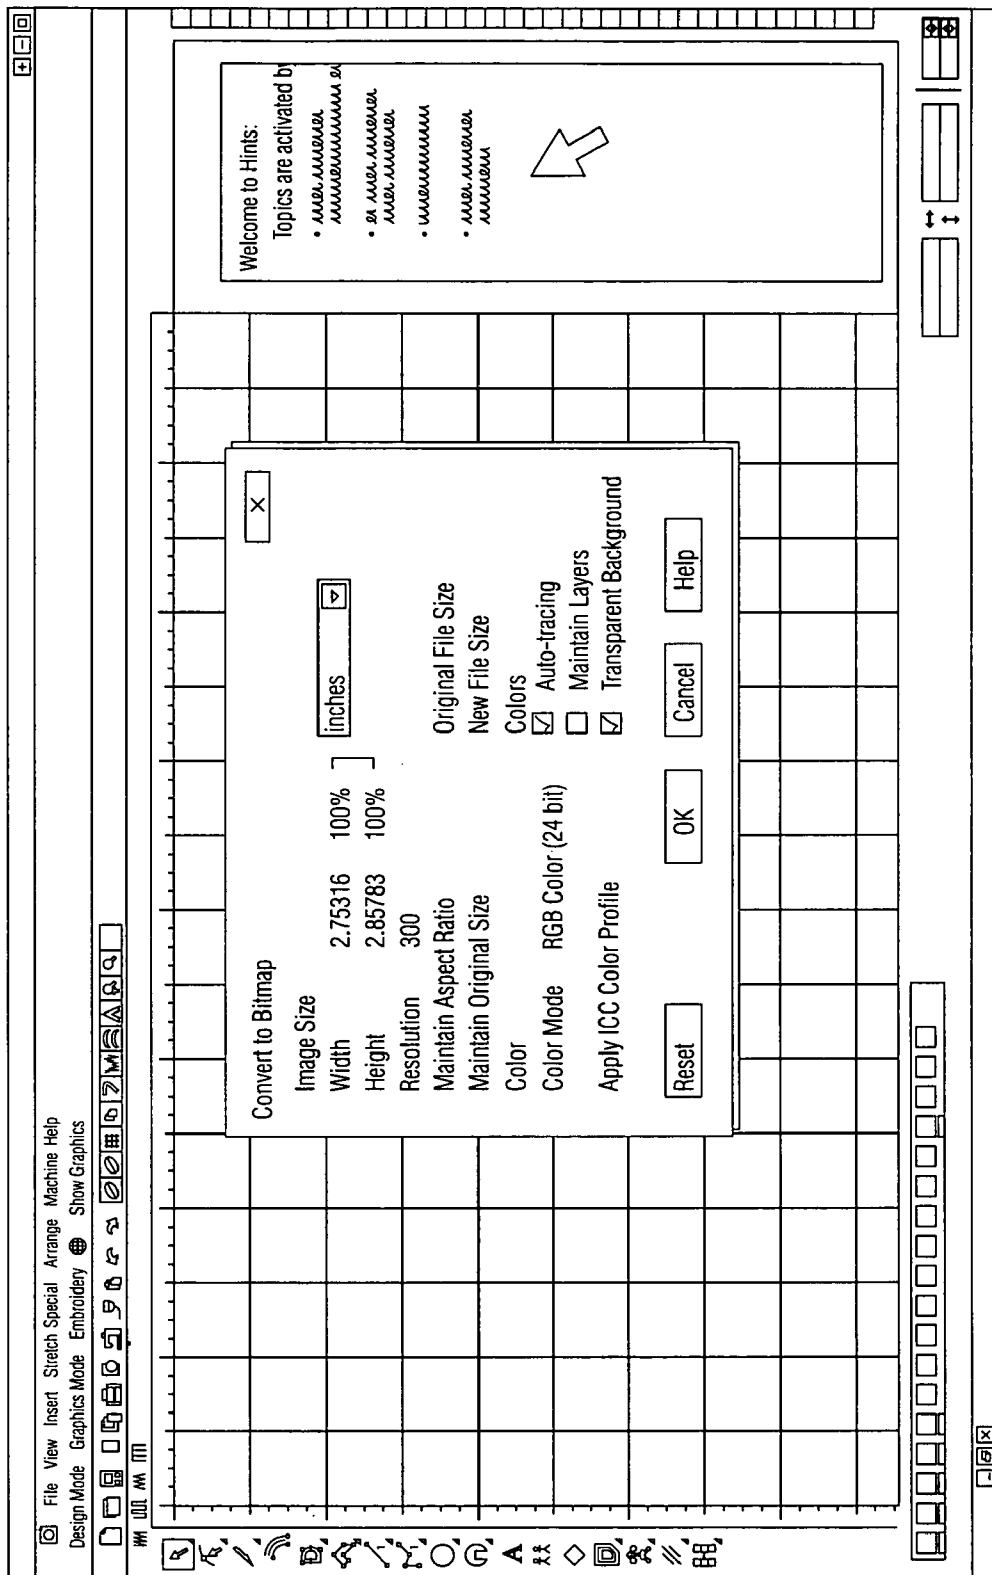 File View Insert Stretch Special Arrange Machine Help
Design Mode Graphics Mode Embroidery Show Graphics
Convert to Bitmap
Image Size
Width 2.75316 100% inches
Height 2.85783 100%
Resolution 300
Maintain Aspect Ratio Original File Size
Maintain Original Size New File Size
Color Colors
Color Mode RGB Color (24 bit) Auto-tracing
Maintain Layers
Apply ICC Color Profile Transparent Background
Reset OK Cancel Help
Welcome to Hints:
Topics are activated by